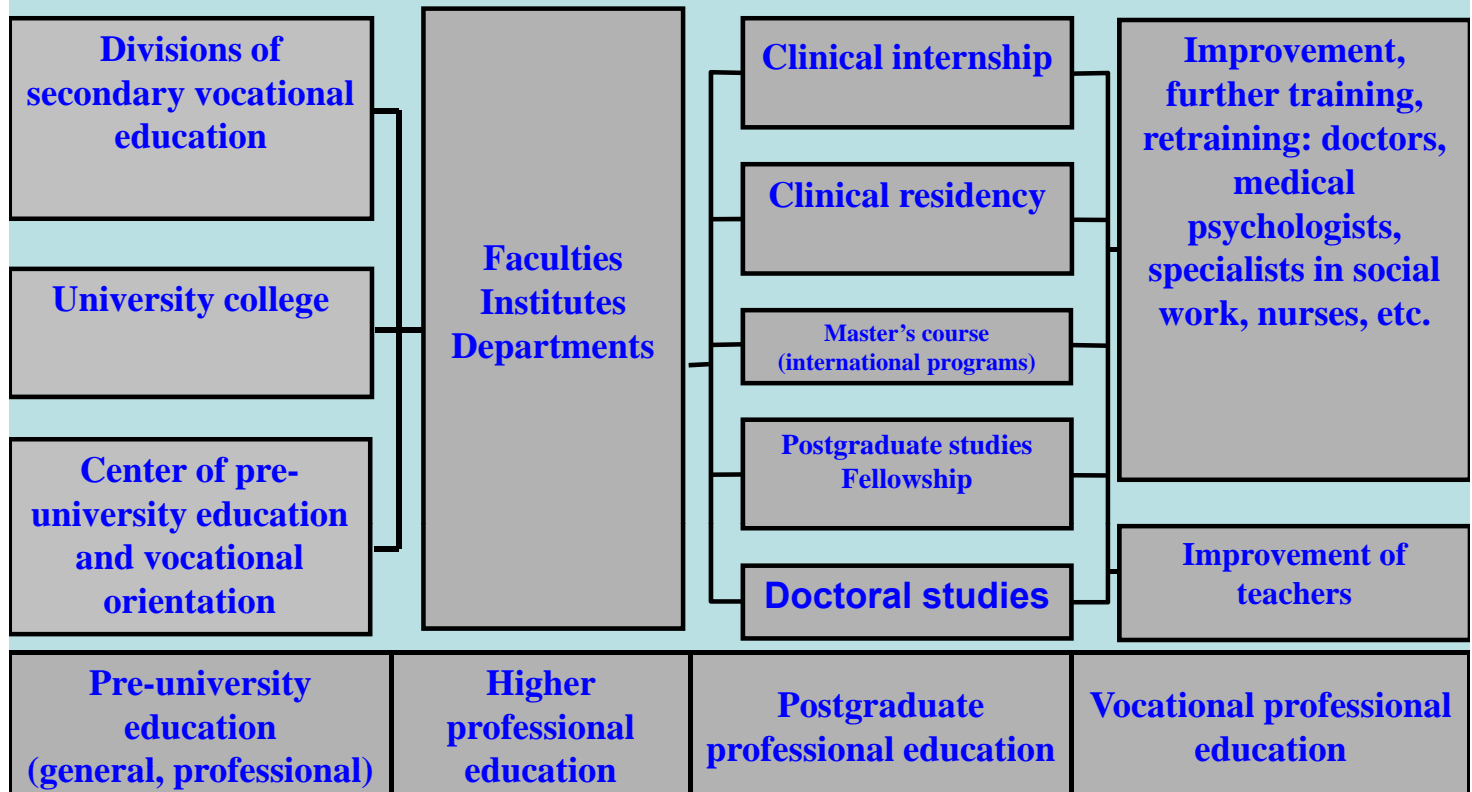 Divisions of
secondary vocational
education
University college
Center of pre-
university education
and vocational
orientation
Faculties
Institutes
Departments
Clinical internship
Clinical residency
Master's course
(international programs)
Postgraduate studies
Fellowship
Doctoral studies
Improvement,
further training,
retraining: doctors,
medical
psychologists,
specialists in social
work, nurses, etc.
Improvement of
teachers
Pre-university
education
(general, professional)
Higher
professional
education
Postgraduate
professional education
Vocational professional
education